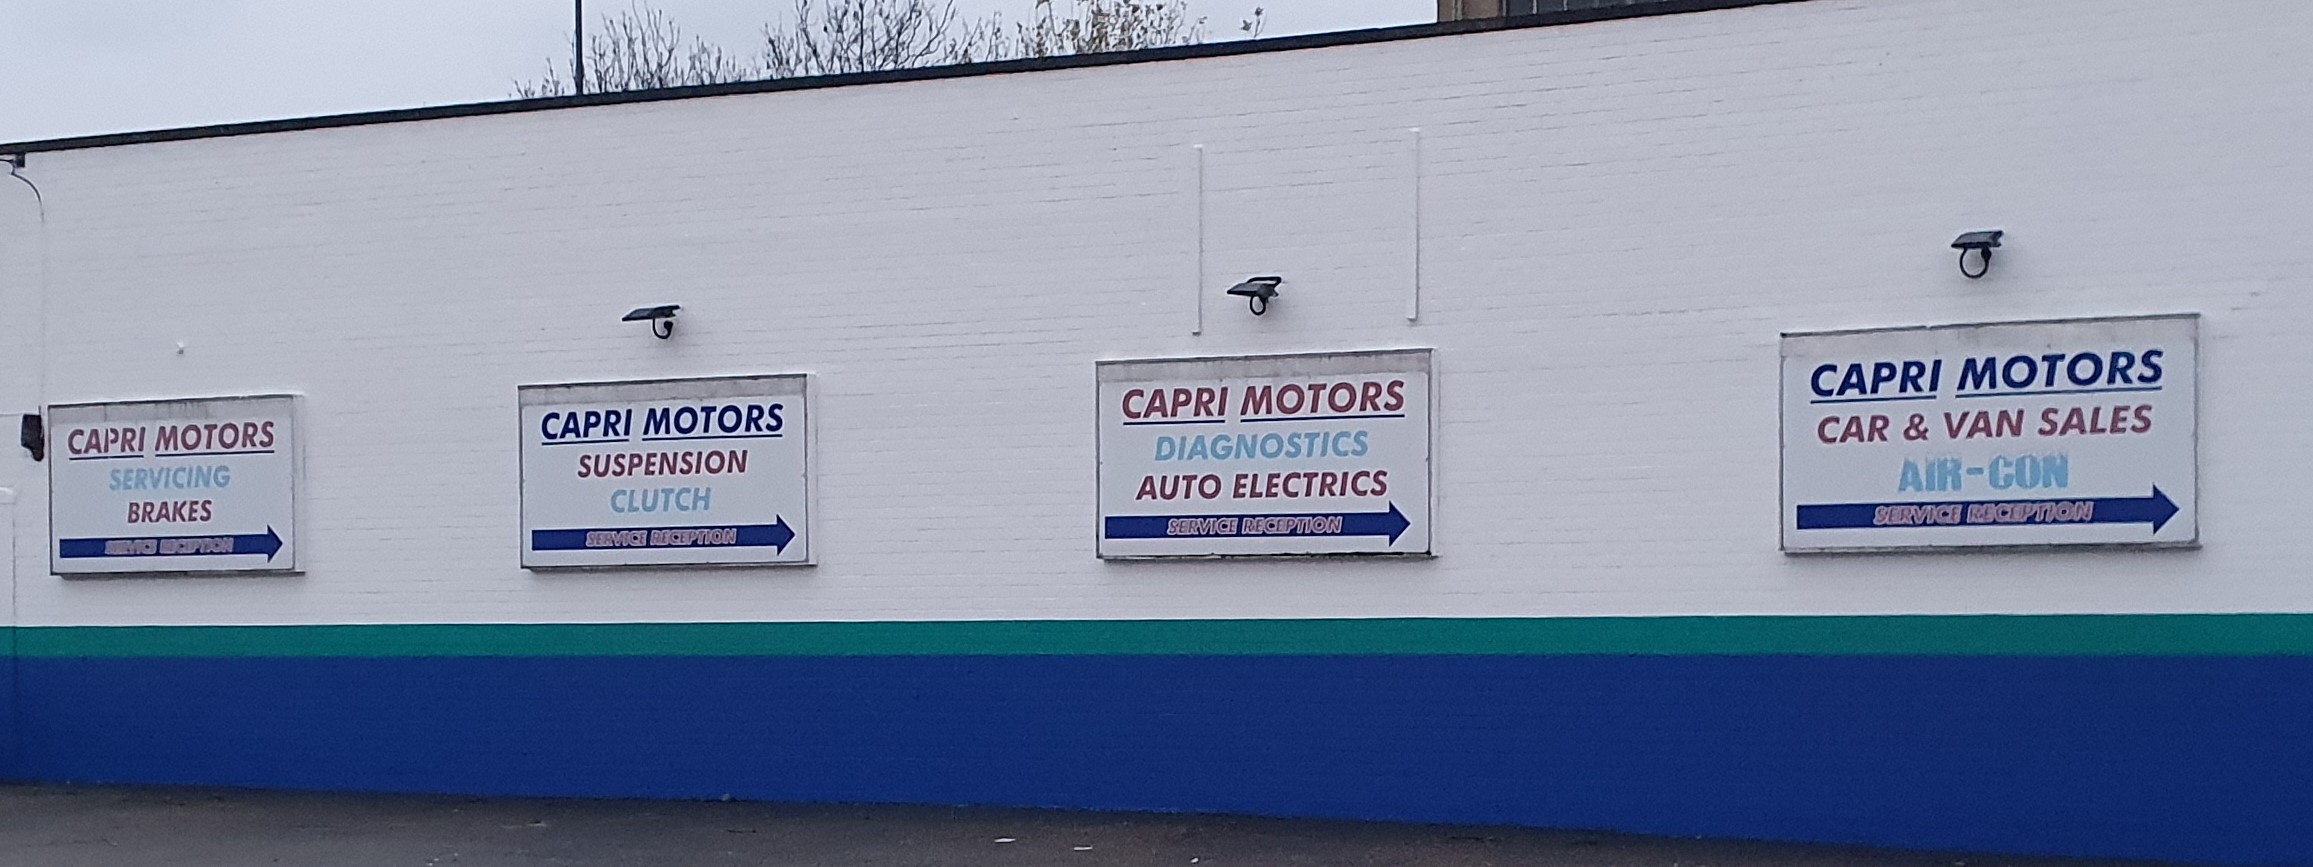 CAPRI MOTORS
SERVICING
BRAKES
SERVICE RECEPTION
CAPRI MOTORS
SUSPENSION
CLUTCH
SERVICE RECEPTION
CAPRI MOTORS
DIAGNOSTICS
AUTO ELECTRICS
SERVICE RECEPTION
CAPRI MOTORS
CAR & VAN SALES
AIR-CON
SERVICE RECEPTION